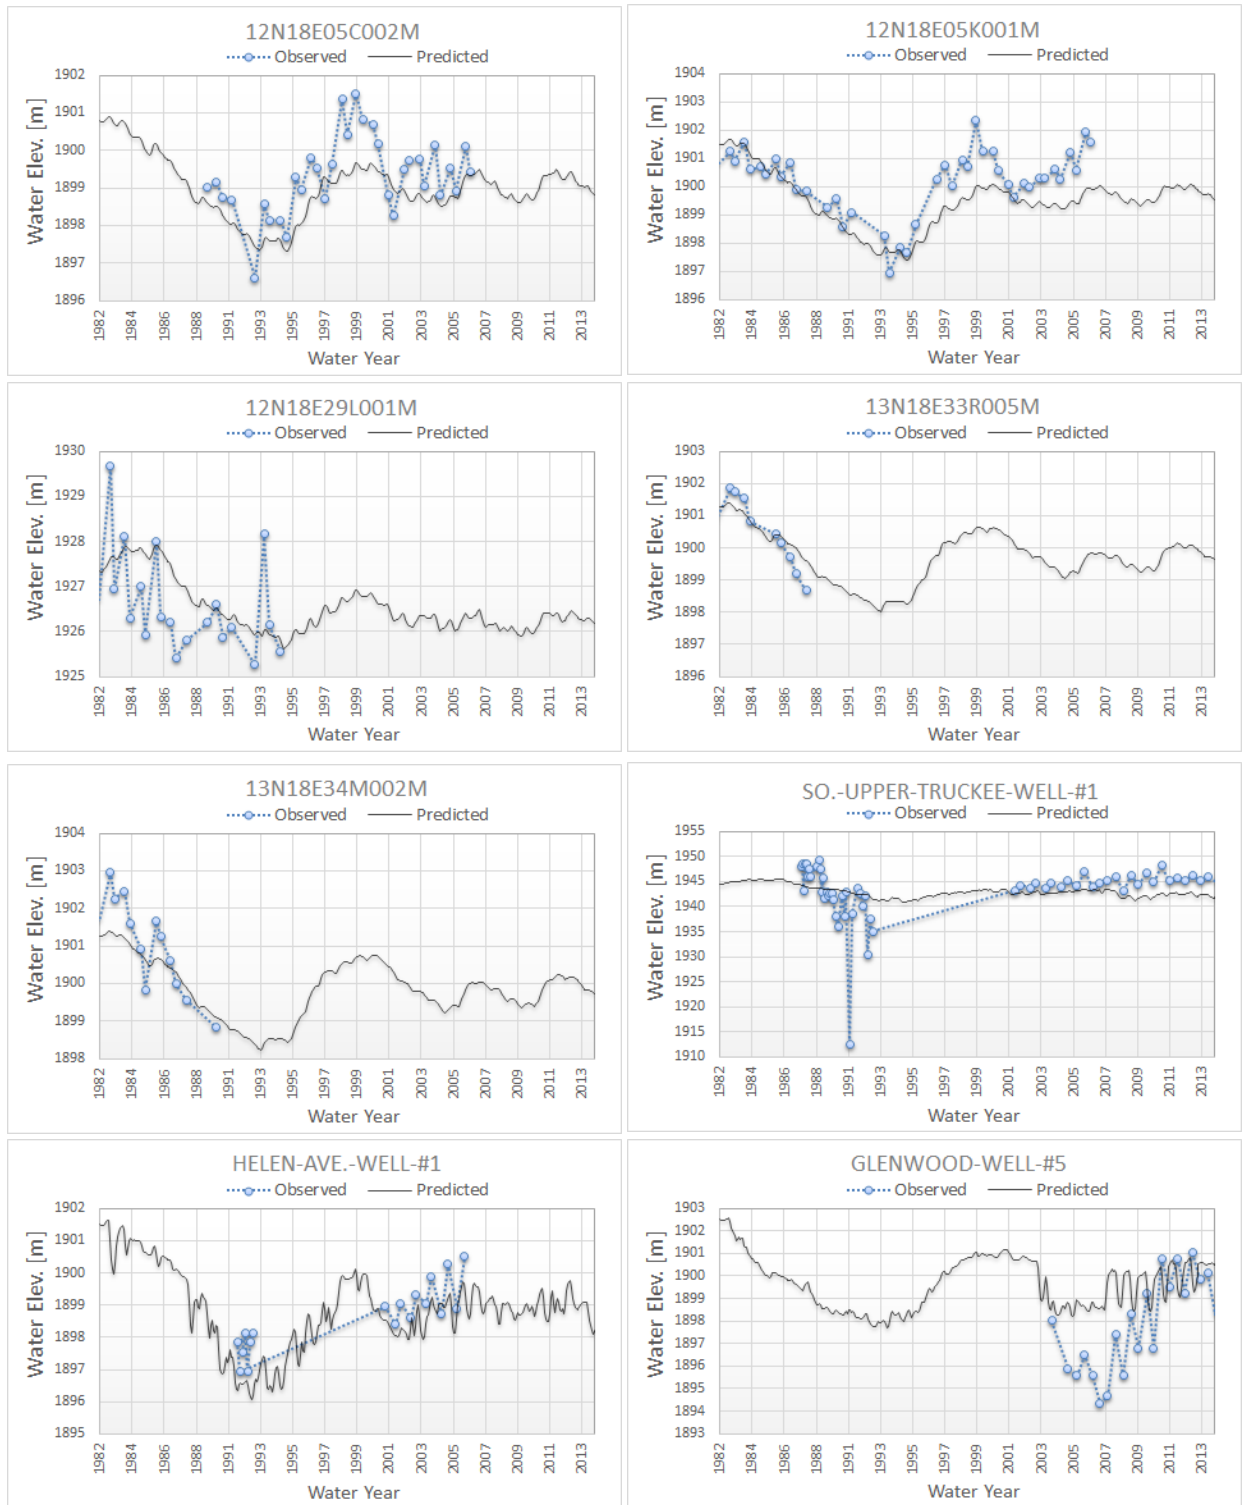 12N18E05C002M
Observed Predicted
Water Elev. [m]
1902
1901
1900
1899
1898
1897
1896
1982 1984 1986 1988 1991 1993 1995 1997 1999 2001 2003 2005 2007 2009 2011 2013
Water Year
12N18E05K001M
Observed Predicted
Water Elev. [m]
1904
1903
1902
1901
1900
1899
1898
1897
1896
1982 1984 1986 1988 1991 1993 1995 1997 1999 2001 2003 2005 2007 2009 2011 2013
Water Year
12N18E29L001M
Observed Predicted
Water Elev. [m]
1930
1929
1928
1927
1926
1925
1982 1984 1986 1988 1991 1993 1995 1997 1999 2001 2003 2005 2007 2009 2011 2013
Water Year
13N18E33R005M
Observed Predicted
Water Elev. [m]
1903
1902
1901
1900
1899
1898
1897
1896
1982 1984 1986 1988 1991 1993 1995 1997 1999 2001 2003 2005 2007 2009 2011 2013
Water Year
13N18E34M002M
Observed Predicted
Water Elev. [m]
1904
1903
1902
1901
1900
1899
1898
1982 1984 1986 1988 1991 1993 1995 1997 1999 2001 2003 2005 2007 2009 2011 2013
Water Year
SO.-UPPER-TRUCKEE-WELL-#1
Observed Predicted
Water Elev. [m]
1955
1950
1945
1940
1935
1930
1925
1920
1915
1910
1982 1984 1986 1988 1991 1993 1995 1997 1999 2001 2003 2005 2007 2009 2011 2013
Water Year
HELEN-AVE.-WELL-#1
Observed Predicted
Water Elev. [m]
1902
1901
1900
1899
1898
1897
1896
1895
1982 1984 1986 1988 1991 1993 1995 1997 1999 2001 2003 2005 2007 2009 2011 2013
Water Year
GLENWOOD-WELL-#5
Observed Predicted
Water Elev. [m]
1903
1902
1901
1900
1899
1898
1897
1896
1895
1894
1893
1982 1984 1986 1988 1991 1993 1995 1997 1999 2001 2003 2005 2007 2009 2011 2013
Water Year